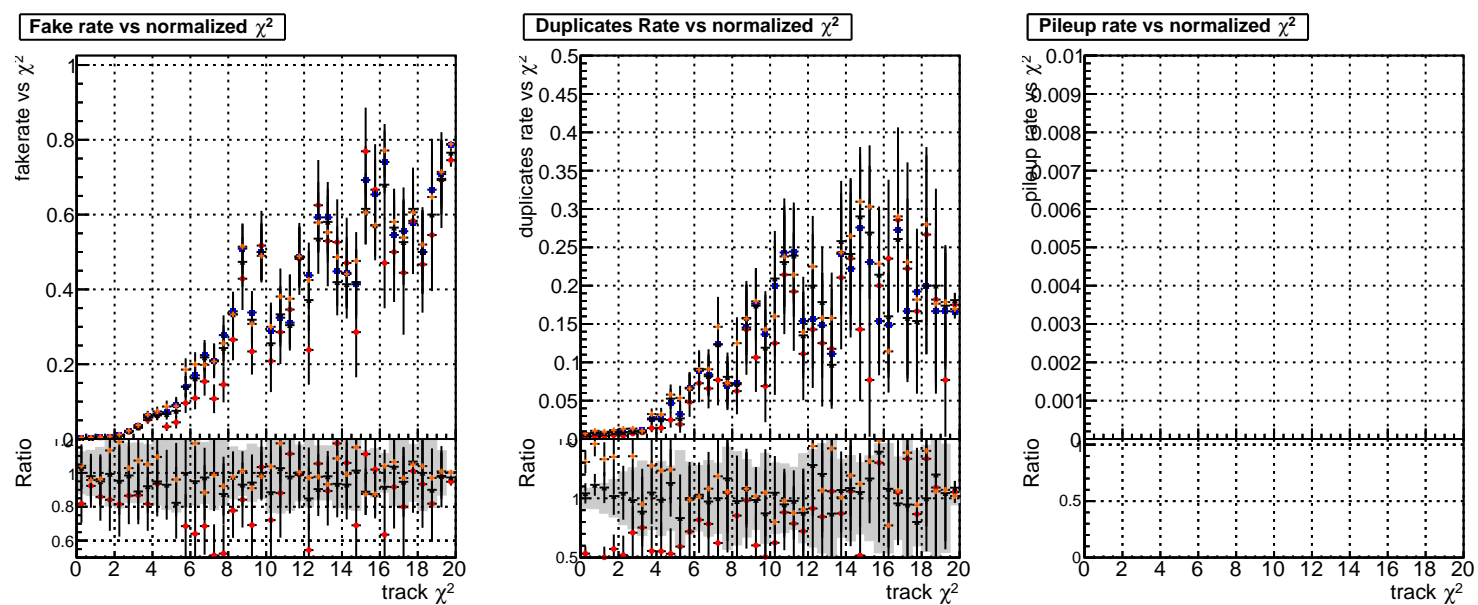 Fake rate vs normalized χ²
fakerate vs χ²
1
0.8
0.6
0.4
0.2
0
Ratio
1
0.8
0.6
0 2 4 6 8 10 12 14 16 18 20
track χ²
Duplicates Rate vs normalized χ²
duplicates rate vs χ²
0.5
0.45
0.4
0.35
0.3
0.25
0.2
0.15
0.1
0.05
0
Ratio
1
0.5
0 2 4 6 8 10 12 14 16 18 20
track χ²
Pileup rate vs normalized χ²
pileup rate vs χ²
0.01
0.009
0.008
0.007
0.006
0.005
0.004
0.003
0.002
0.001
0
Ratio
1
0.5
0
0 2 4 6 8 10 12 14 16 18 20
track χ²